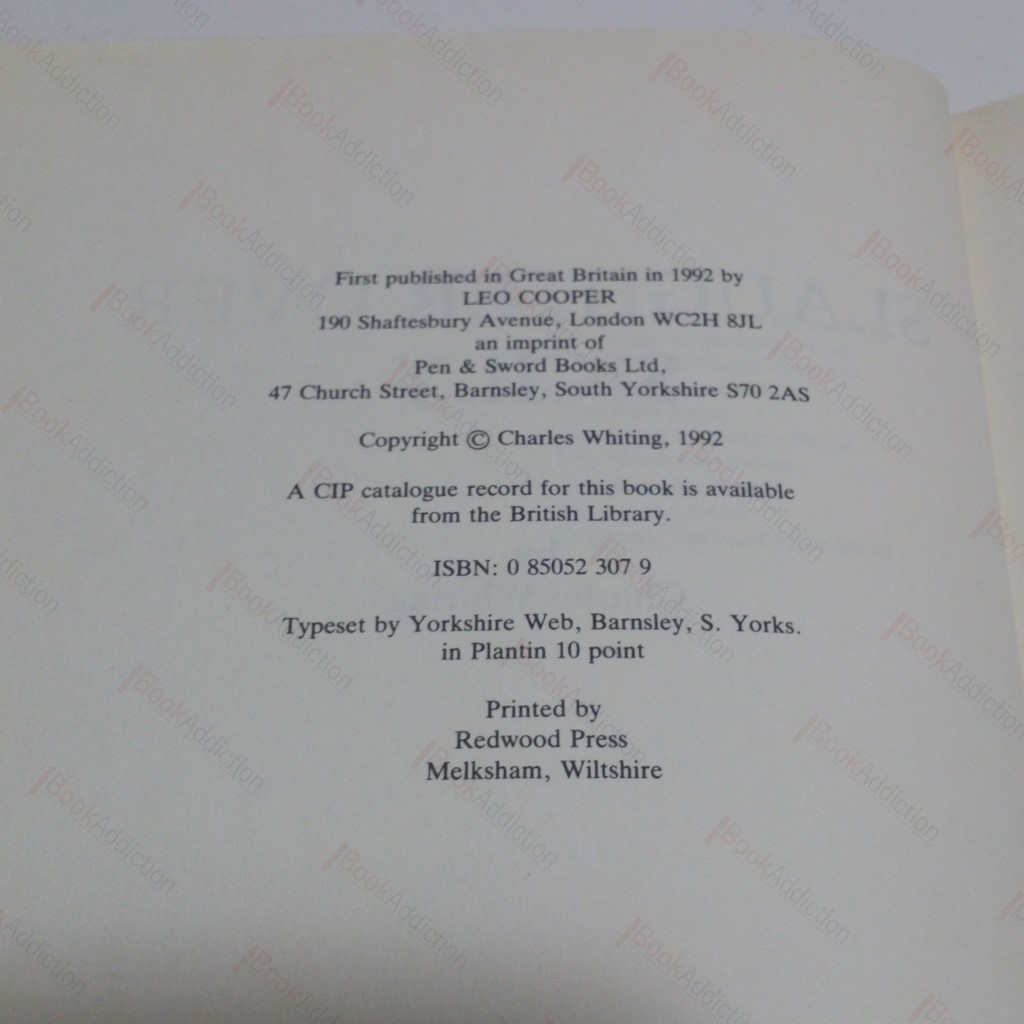 First published in Great Britain in 1992 by
LEO COOPER
190 Shaftesbury Avenue, London WC2H 8JL
an imprint of
Pen & Sword Books Ltd,
47 Church Street, Barnsley, South Yorkshire S70 2AS
Copyright © Charles Whiting, 1992
A CIP catalogue record for this book is available
from the British Library.
ISBN: 0 85052 307 9
Typeset by Yorkshire Web, Barnsley, S. Yorks.
in Plantin 10 point
Printed by
Redwood Press
Melksham, Wiltshire
BookAddiction